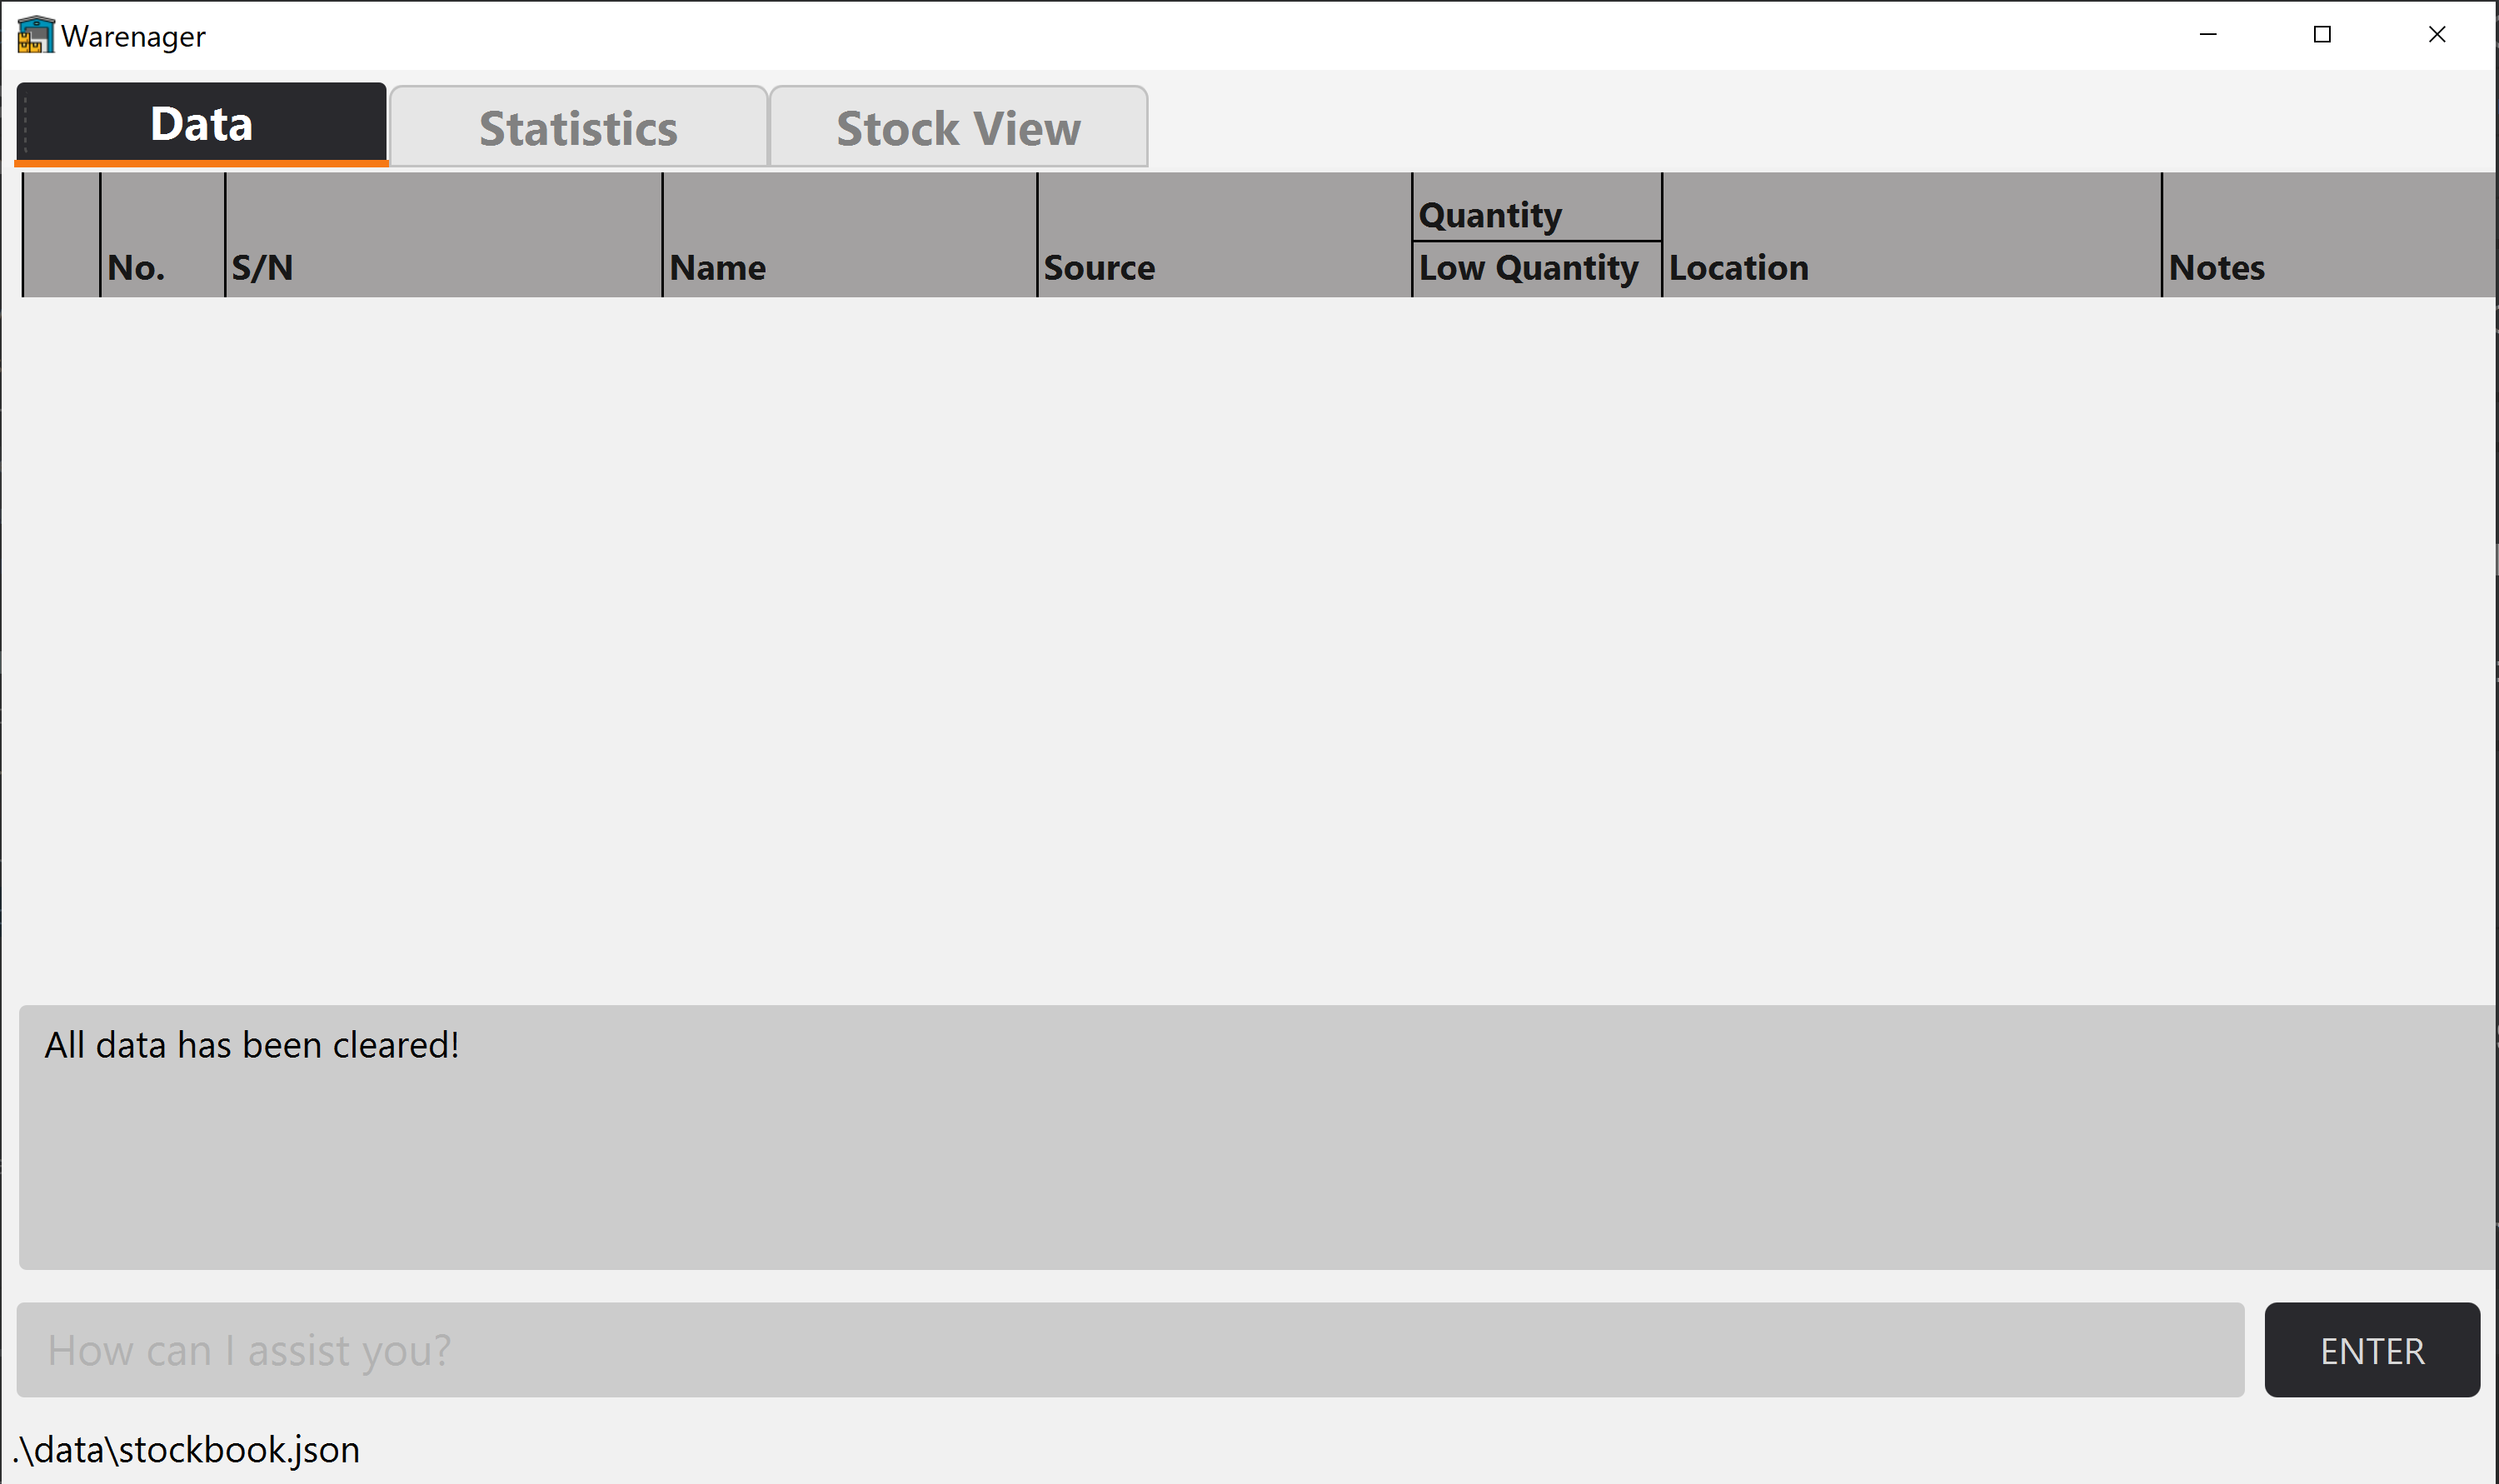 Warenager
Data
Statistics
Stock View
No.
S/N
Name
Source
Quantity
Low Quantity
Location
Notes
All data has been cleared!
How can I assist you?
ENTER
.\data\stockbook.json